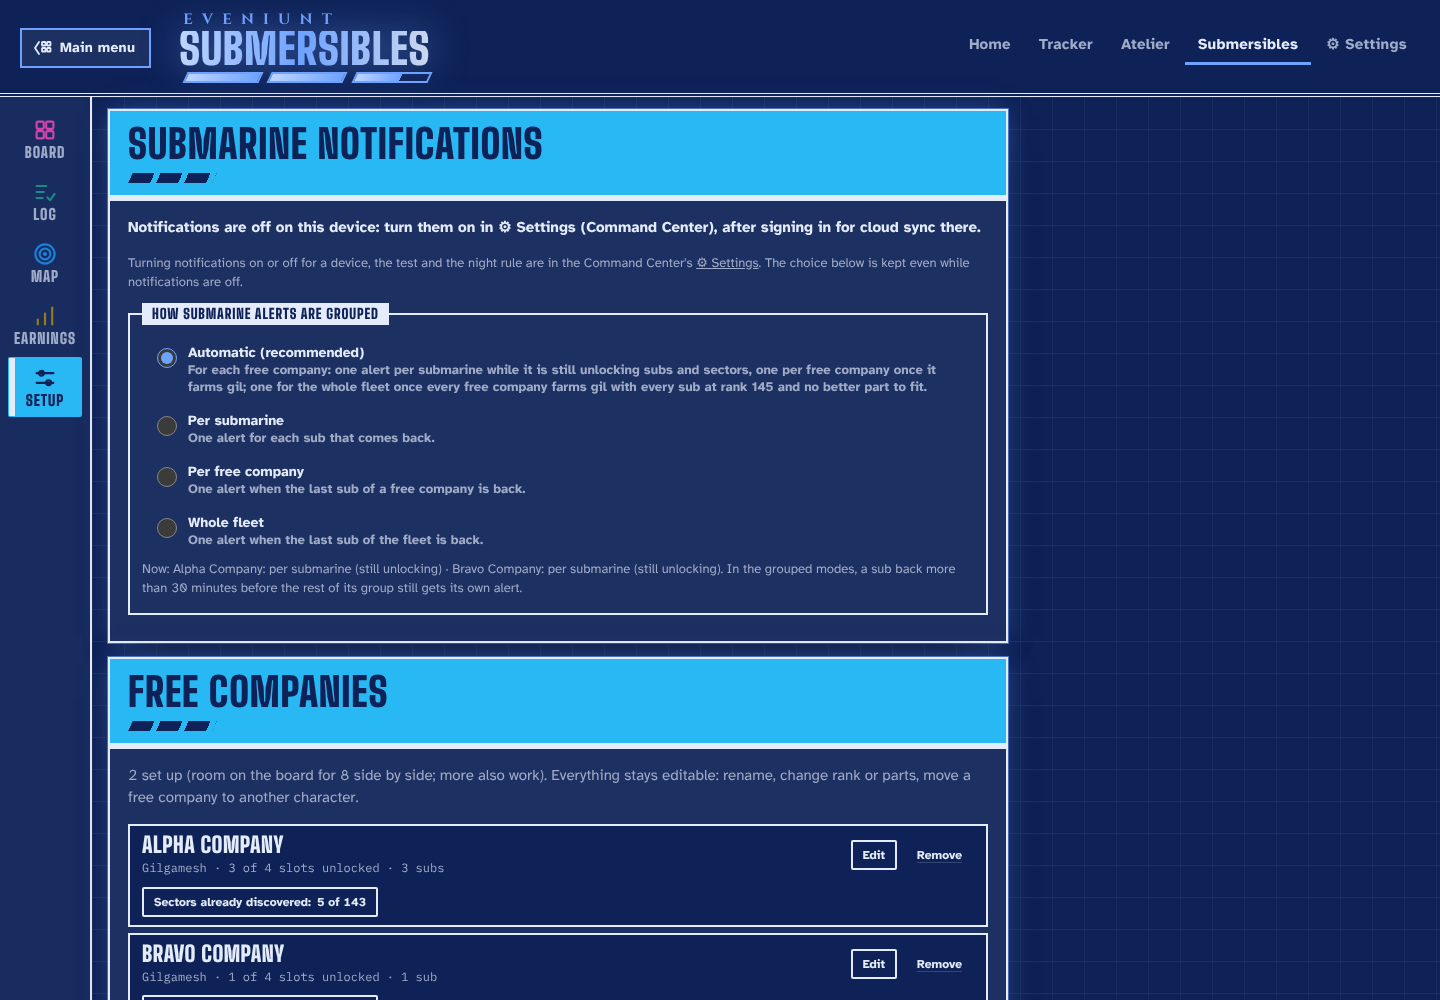 Main menu
EVENIUNT
SUBMERSIBLES
Home
Tracker
Atelier
Submersibles
⚙ Settings
BOARD
LOG
MAP
EARNINGS
SETUP
SUBMARINE NOTIFICATIONS
Notifications are off on this device: turn them on in ⚙ Settings (Command Center), after signing in for cloud sync there.
Turning notifications on or off for a device, the test and the night rule are in the Command Center's ⚙ Settings. The choice below is kept even while
notifications are off.
HOW SUBMARINE ALERTS ARE GROUPED
Automatic (recommended)
For each free company: one alert per submarine while it is still unlocking subs and sectors, one per free company once it
farms gil; one for the whole fleet once every free company farms gil with every sub at rank 145 and no better part to fit.
Per submarine
One alert for each sub that comes back.
Per free company
One alert when the last sub of a free company is back.
Whole fleet
One alert when the last sub of the fleet is back.
Now: Alpha Company: per submarine (still unlocking) · Bravo Company: per submarine (still unlocking). In the grouped modes, a sub back more
than 30 minutes before the rest of its group still gets its own alert.
FREE COMPANIES
2 set up (room on the board for 8 side by side; more also work). Everything stays editable: rename, change rank or parts, move a
free company to another character.
ALPHA COMPANY
Gilgamesh · 3 of 4 slots unlocked · 3 subs
Edit
Remove
Sectors already discovered: 5 of 143
BRAVO COMPANY
Gilgamesh · 1 of 4 slots unlocked · 1 sub
Edit
Remove